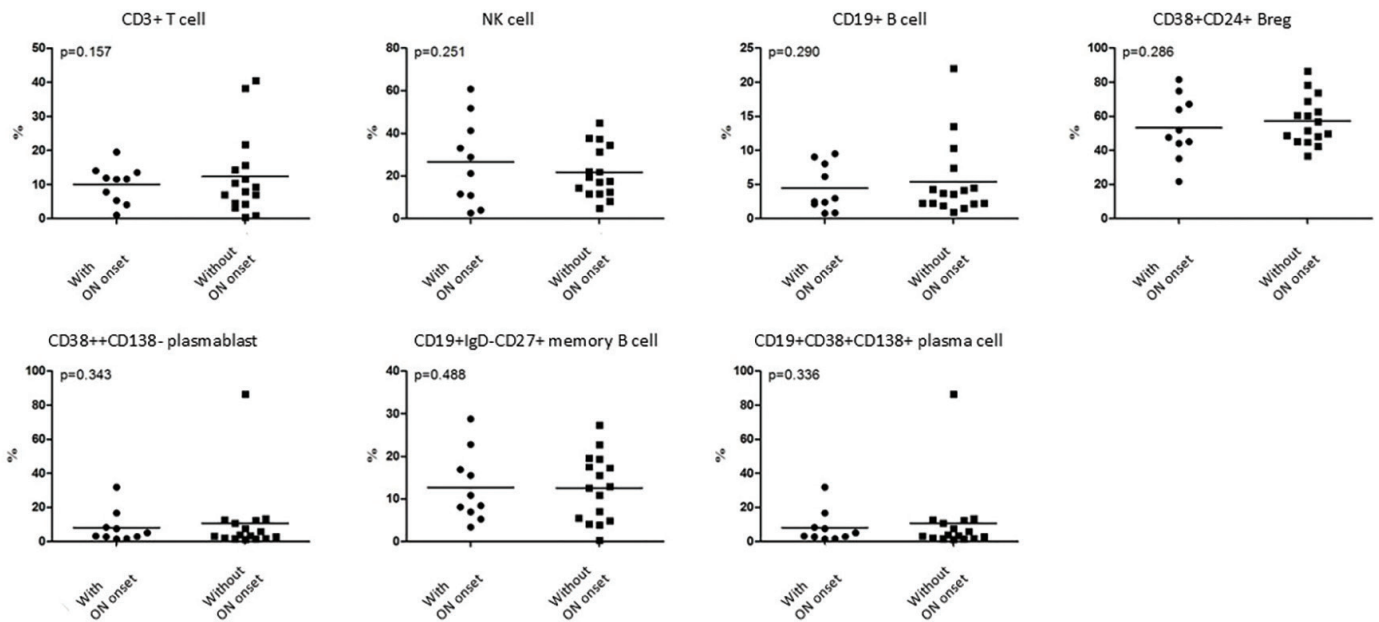 CD3+ T cell
p=0.157
50
40
30
20
10
0
%
With
ON onset
Without
ON onset
NK cell
p=0.251
80
60
40
20
0
%
With
ON onset
Without
ON onset
CD19+ B cell
p=0.290
25
20
15
10
5
0
%
With
ON onset
Without
ON onset
CD38+CD24+ Breg
p=0.286
100
80
60
40
20
0
%
With
ON onset
Without
ON onset
CD38++CD138- plasmablast
p=0.343
100
80
60
40
20
0
%
With
ON onset
Without
ON onset
CD19+IgD-CD27+ memory B cell
p=0.488
40
30
20
10
0
%
With
ON onset
Without
ON onset
CD19+CD38+CD138+ plasma cell
p=0.336
100
80
60
40
20
0
%
With
ON onset
Without
ON onset